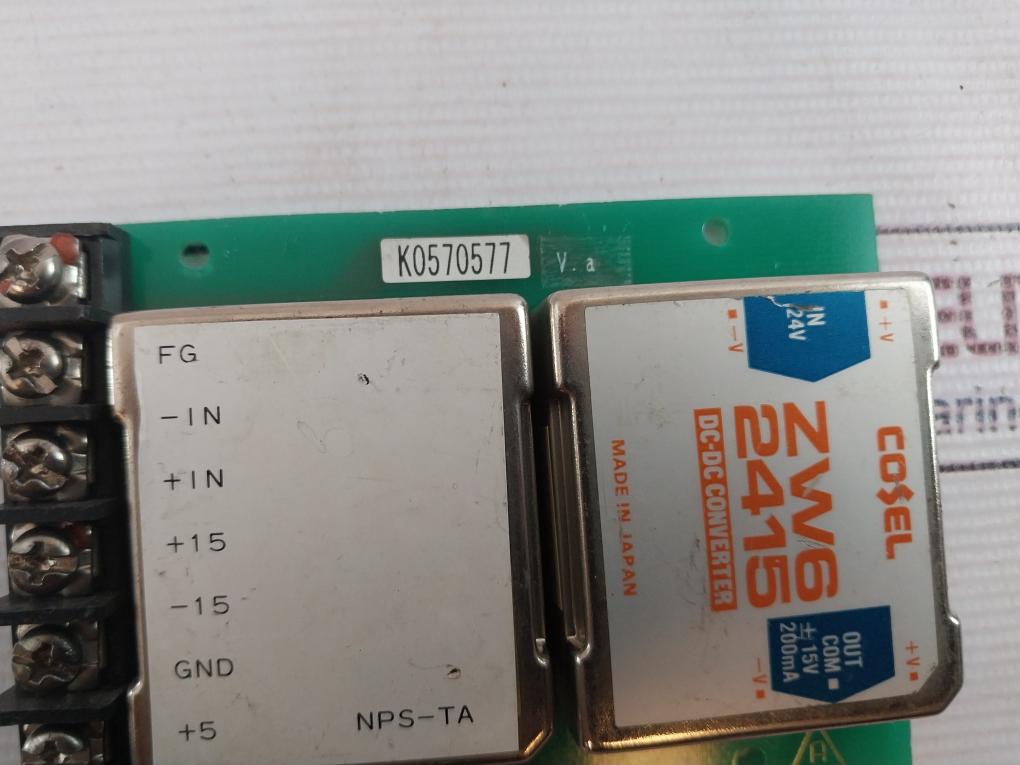 K0570577
V.a
FG
-IN
+IN
+15
-15
GND
+5
NPS-TA
COSEL
ZW6
2415
DC-DC CONVERTER
MADE IN JAPAN
IN
24V
-V
+V
OUT
COM
±15V
200mA
-V
+V
arin